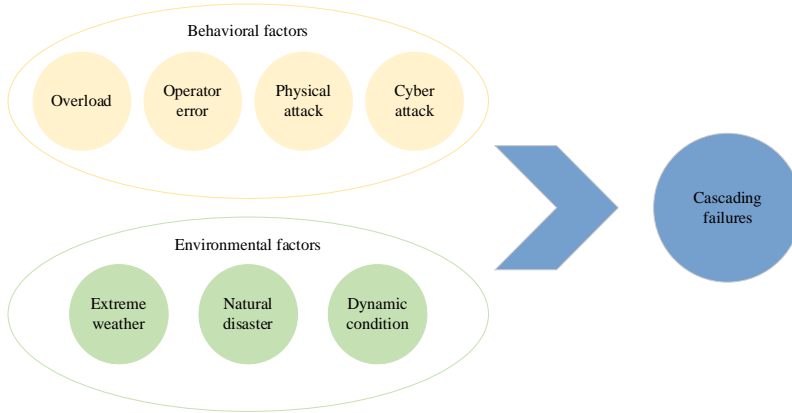 Behavioral factors
Overload
Operator
error
Physical
attack
Cyber
attack
Cascading
failures
Environmental factors
Extreme
weather
Natural
disaster
Dynamic
condition